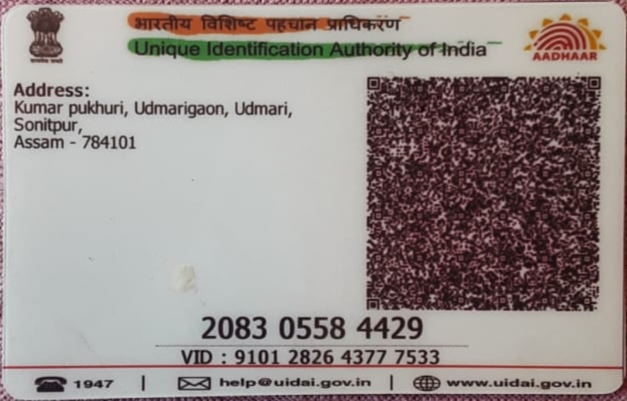 भारतीय विशिष्ट पहचान प्राधिकरण
Unique Identification Authority of India
AADHAAR
Address:
Kumar pukhuri, Udmarigaon, Udmari,
Sonitpur,
Assam - 784101
2083 0558 4429
VID : 9101 2826 4377 7533
1947 | help@uidai.gov.in | www.uidai.gov.in